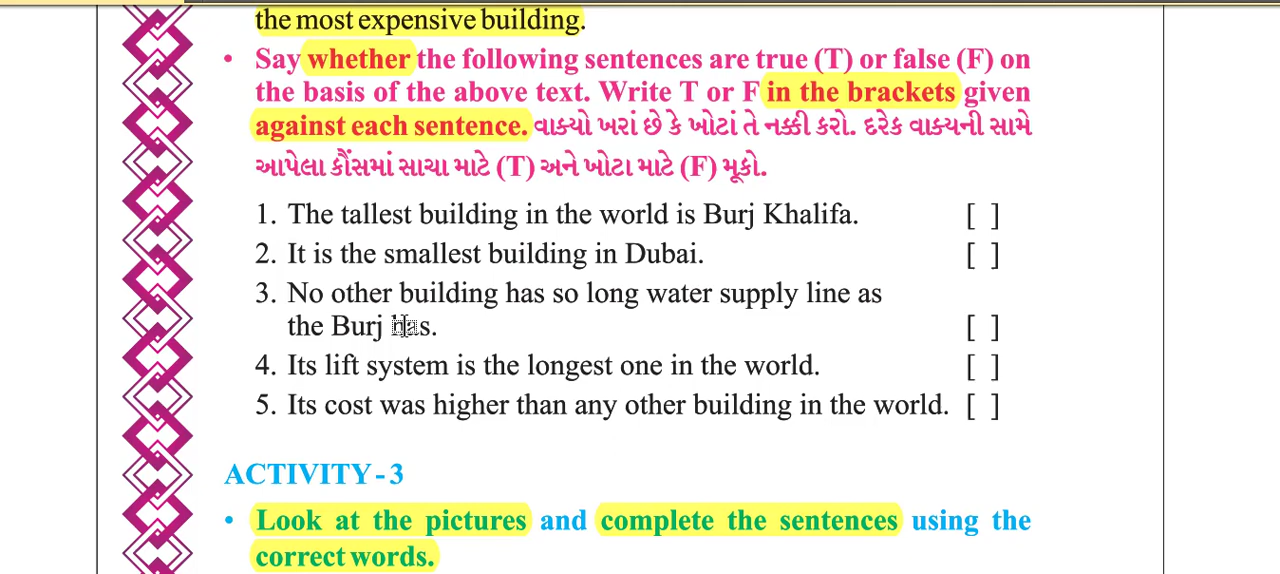 the most expensive building.
• Say whether the following sentences are true (T) or false (F) on
the basis of the above text. Write T or F in the brackets given
against each sentence. વાક્યો ખરાં છે કે ખોટાં તે નક્કી કરો. દરેક વાક્યની સામે
આપેલા કૌંસમાં સાચા માટે (T) અને ખોટા માટે (F) મૂકો.
1. The tallest building in the world is Burj Khalifa. [ ]
2. It is the smallest building in Dubai. [ ]
3. No other building has so long water supply line as
the Burj has. [ ]
4. Its lift system is the longest one in the world. [ ]
5. Its cost was higher than any other building in the world. [ ]
ACTIVITY - 3
• Look at the pictures and complete the sentences using the
correct words.